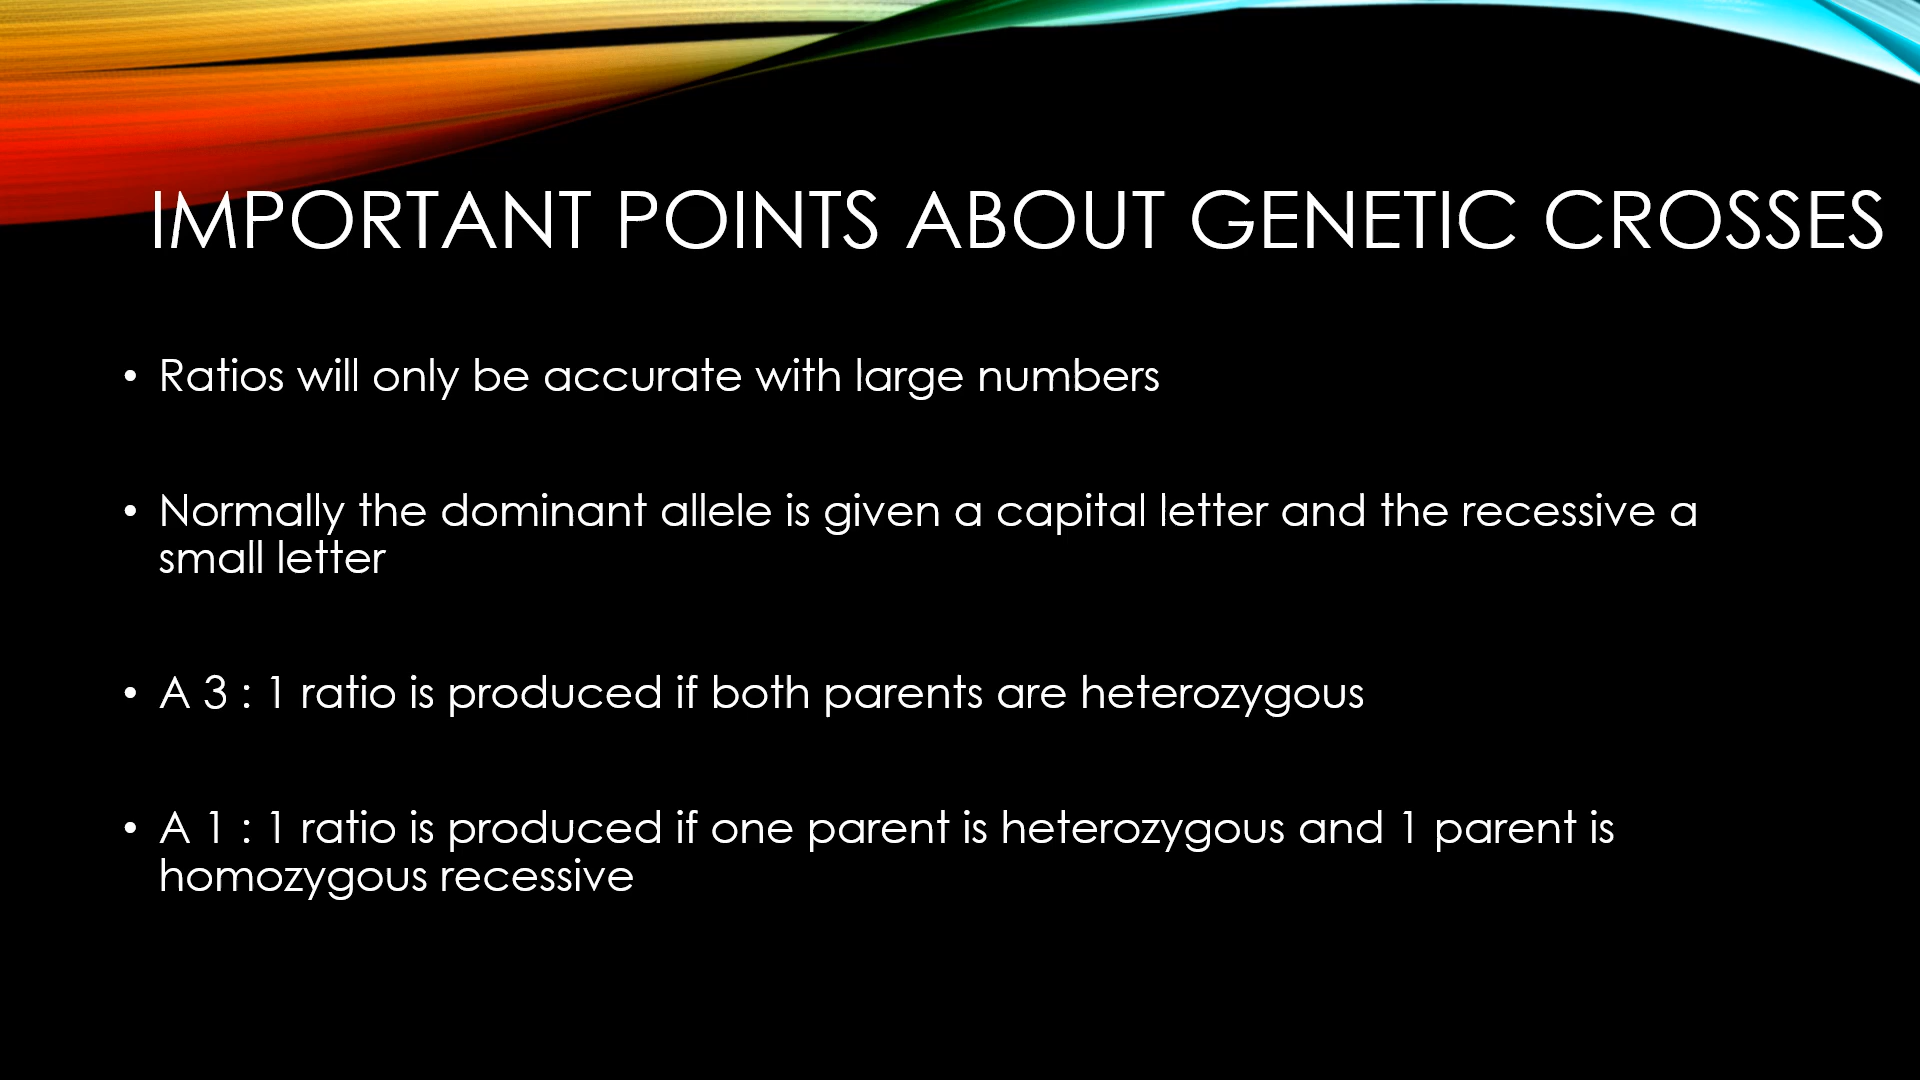 IMPORTANT POINTS ABOUT GENETIC CROSSES
• Ratios will only be accurate with large numbers
• Normally the dominant allele is given a capital letter and the recessive a
small letter
• A 3 : 1 ratio is produced if both parents are heterozygous
• A 1 : 1 ratio is produced if one parent is heterozygous and 1 parent is
homozygous recessive